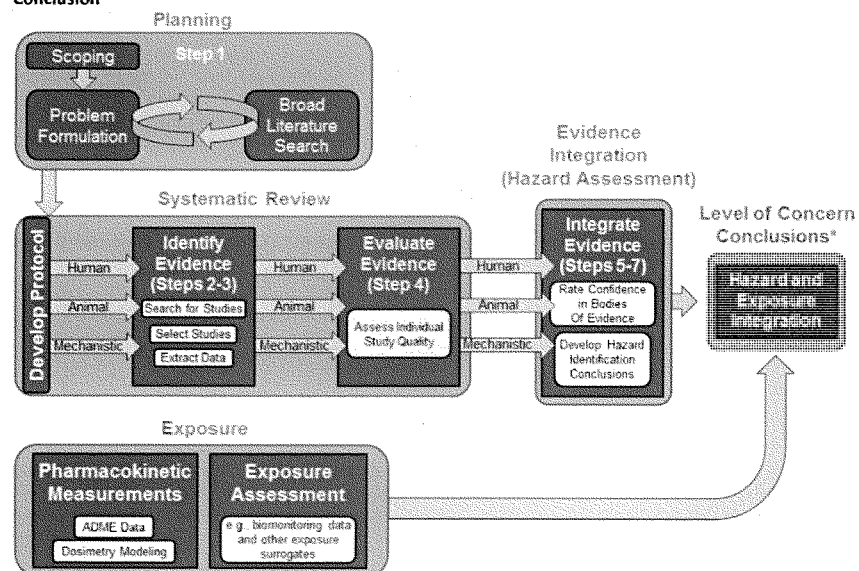 Conclusion
Planning
Scoping
Step 1
Problem
Formulation
Broad
Literature
Search
Evidence
Integration
(Hazard Assessment)
Systematic Review
Level of Concern
Conclusions*
Develop Protocol
Human
Animal
Mechanistic
Identify
Evidence
(Steps 2-3)
Search for Studies
Select Studies
Extract Data
Human
Animal
Mechanistic
Evaluate
Evidence
(Step 4)
Assess Individual
Study Quality
Human
Animal
Mechanistic
Integrate
Evidence
(Steps 5-7)
Rate Confidence
in Bodies
Of Evidence
Develop Hazard
Identification
Conclusions
Hazard and
Exposure
Integration
Exposure
Pharmacokinetic
Measurements
ADME Data
Dosimetry Modeling
Exposure
Assessment
e.g., biomonitoring data
and other exposure
surrogates